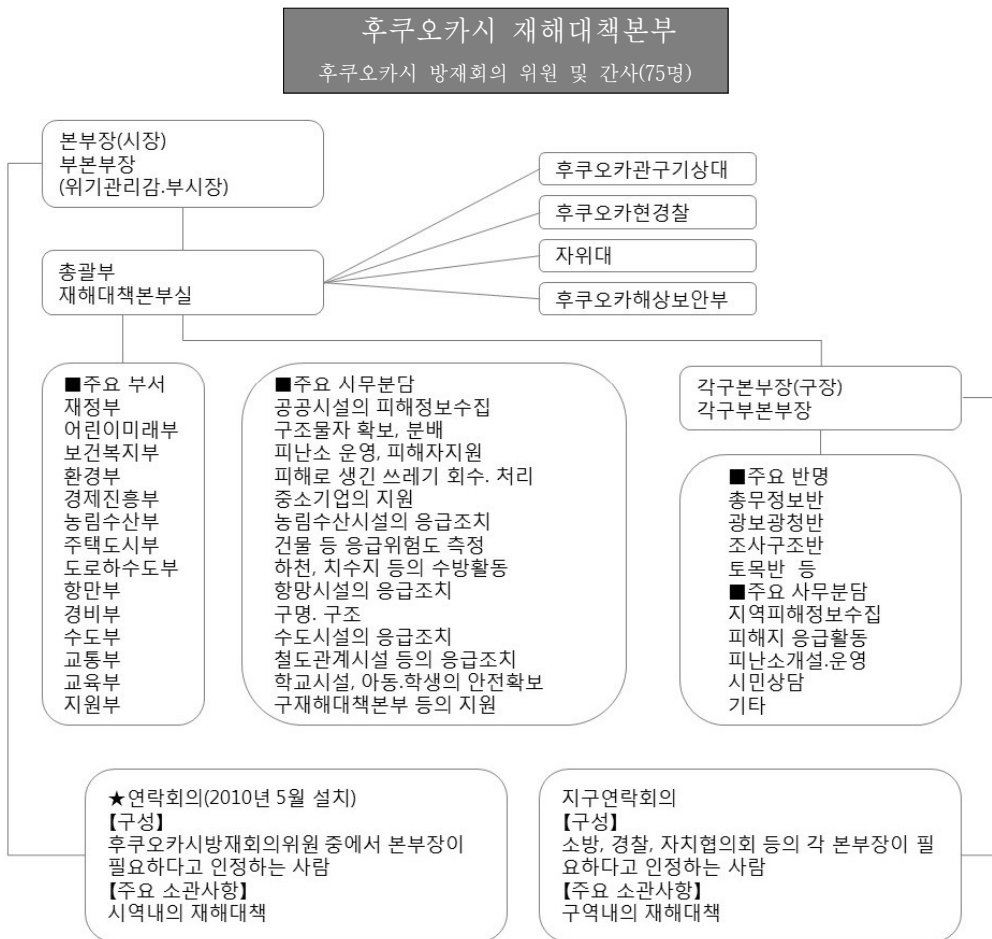 후쿠오카시 재해대책본부
후쿠오카시 방재회의 위원 및 간사(75명)
본부장(시장)
부본부장
(위기관리감.부시장)
후쿠오카관구기상대
후쿠오카현경찰
자위대
후쿠오카해상보안부
총괄부
재해대책본부실
■주요 부서
재정부
어린이미래부
보건복지부
환경부
경제진흥부
농림수산부
주택도시부
도로하수도부
항만부
경비부
수도부
교통부
교육부
지원부
■주요 시무분담
공공시설의 피해정보수집
구조물자 확보, 분배
피난소 운영, 피해자지원
피해로 생긴 쓰레기 회수. 처리
중소기업의 지원
농림수산시설의 응급조치
건물 등 응급위험도 측정
하천, 치수지 등의 수방활동
항망시설의 응급조치
구명. 구조
수도시설의 응급조치
철도관계시설 등의 응급조치
학교시설, 아동.학생의 안전확보
구재해대책본부 등의 지원
각구본부장(구장)
각구부본부장
■주요 반명
총무정보반
광보광청반
조사구조반
토목반 등
■주요 사무분담
지역피해정보수집
피해지 응급활동
피난소개설.운영
시민상담
기타
★연락회의(2010년 5월 설치)
【구성】
후쿠오카시방재회의위원 중에서 본부장이
필요하다고 인정하는 사람
【주요 소관사항】
시역내의 재해대책
지구연락회의
【구성】
소방, 경찰, 자치협의회 등의 각 본부장이 필
요하다고 인정하는 사람
【주요 소관사항】
구역내의 재해대책